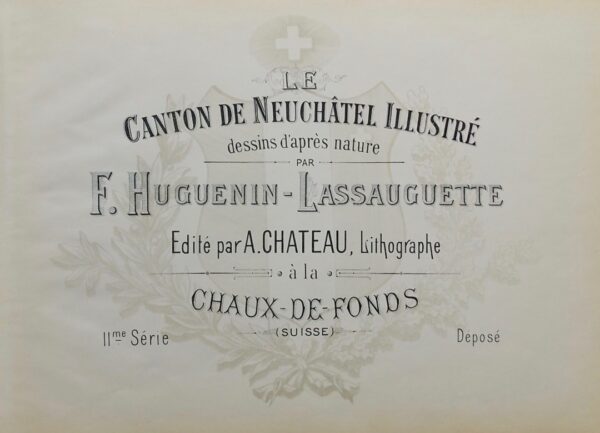 LE
CANTON DE NEUCHÂTEL ILLUSTRÉ
dessins d'après nature
PAR
F. HUGUENIN-LASSAUGUETTE
Edité par A. CHATEAU, Lithographe
à la
CHAUX-DE-FONDS
(SUISSE)
IIme Série
Deposé